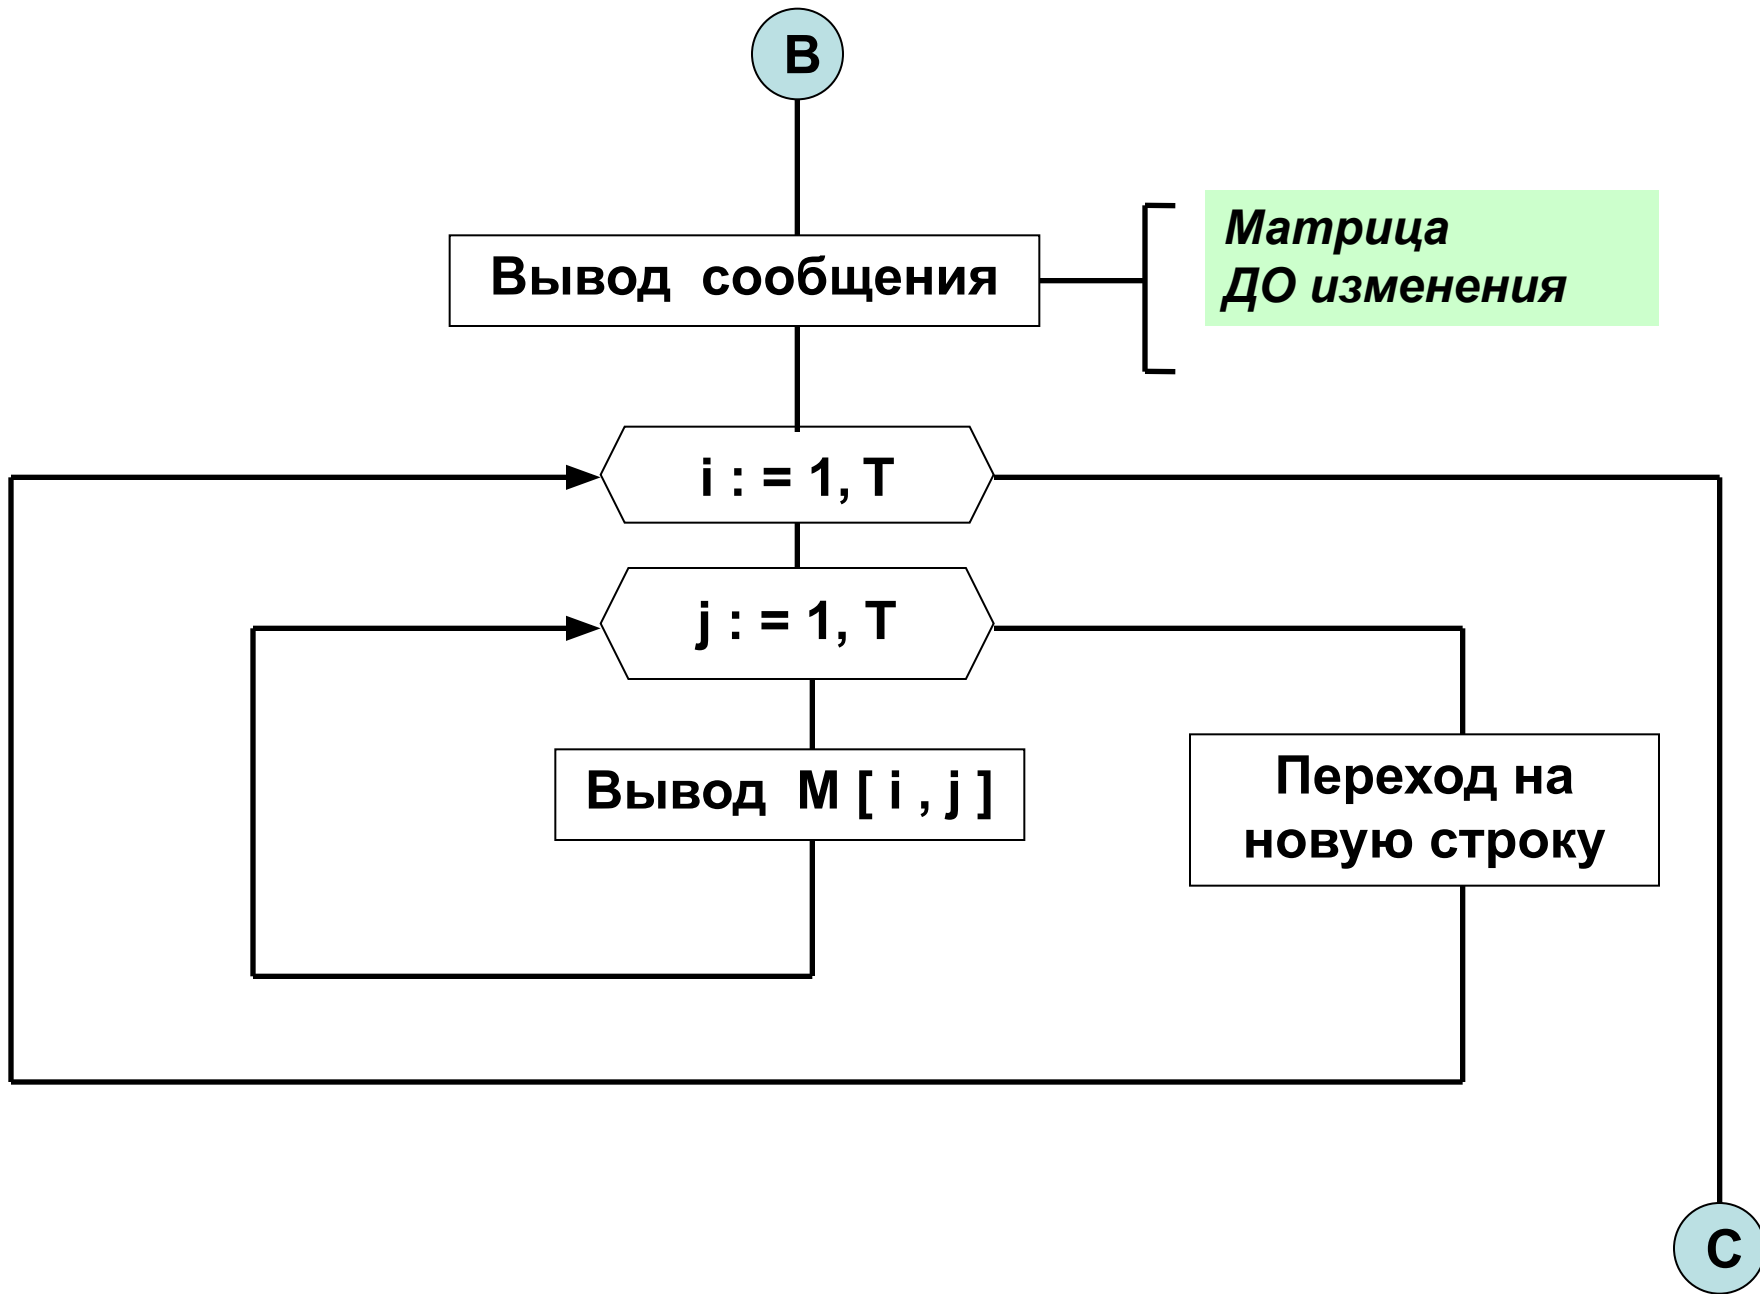 В
Вывод сообщения
Матрица
ДО изменения
i : = 1, T
j : = 1, T
Вывод M [ i , j ]
Переход на
новую строку
С